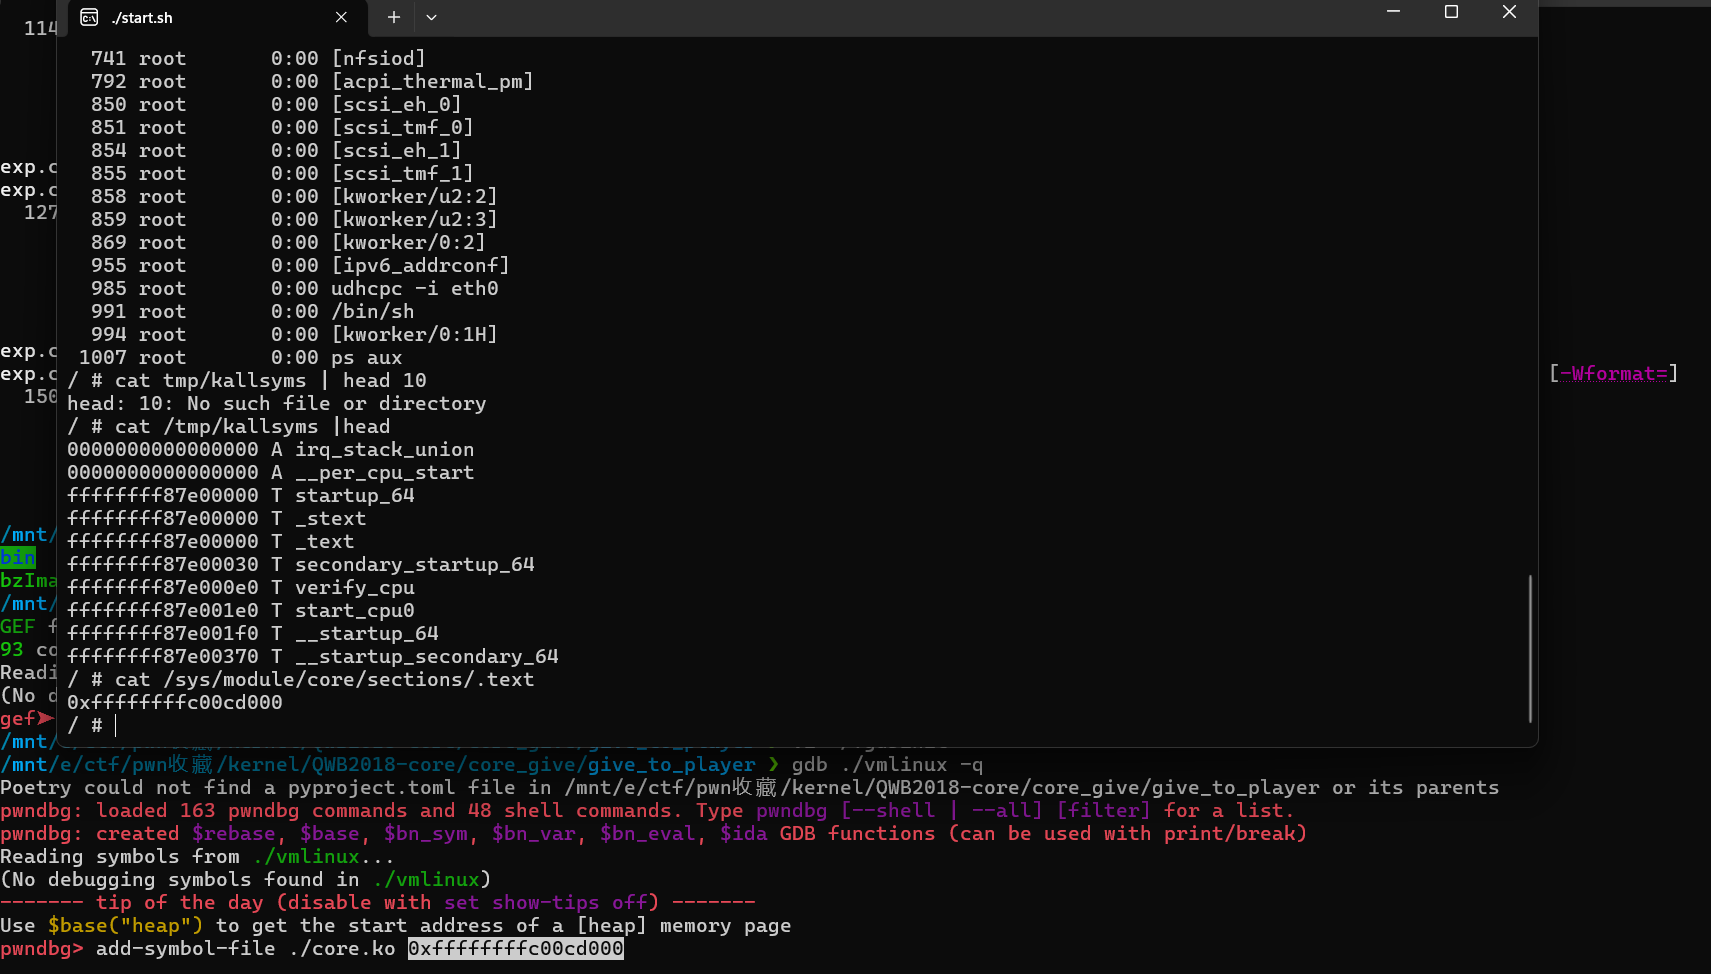 ./start.sh
114
741 root       0:00 [nfsiod]
792 root       0:00 [acpi_thermal_pm]
850 root       0:00 [scsi_eh_0]
851 root       0:00 [scsi_tmf_0]
854 root       0:00 [scsi_eh_1]
855 root       0:00 [scsi_tmf_1]
858 root       0:00 [kworker/u2:2]
859 root       0:00 [kworker/u2:3]
869 root       0:00 [kworker/0:2]
955 root       0:00 [ipv6_addrconf]
985 root       0:00 udhcpc -i eth0
991 root       0:00 /bin/sh
994 root       0:00 [kworker/0:1H]
1007 root       0:00 ps aux
/ # cat tmp/kallsyms | head 10
head: 10: No such file or directory
/ # cat /tmp/kallsyms |head
0000000000000000 A irq_stack_union
0000000000000000 A __per_cpu_start
ffffffff87e00000 T startup_64
ffffffff87e00000 T _stext
ffffffff87e00000 T _text
ffffffff87e00030 T secondary_startup_64
ffffffff87e000e0 T verify_cpu
ffffffff87e001e0 T start_cpu0
ffffffff87e001f0 T __startup_64
ffffffff87e00370 T __startup_secondary_64
/ # cat /sys/module/core/sections/.text
0xffffffffc00cd000
/ #
exp.c
exp.c
127
exp.c
exp.c
[-Wformat=]
150
/mnt/
bin
bzIma
/mnt/
GEF f
93 co
Readi
(No d
gef➤
/mnt/
/mnt/e/ctf/pwn收藏/kernel/QWB2018-core/core_give/give_to_player ❯ gdb ./vmlinux -q
Poetry could not find a pyproject.toml file in /mnt/e/ctf/pwn收藏/kernel/QWB2018-core/core_give/give_to_player or its parents
pwndbg: loaded 163 pwndbg commands and 48 shell commands. Type pwndbg [--shell | --all] [filter] for a list.
pwndbg: created $rebase, $base, $bn_sym, $bn_var, $bn_eval, $ida GDB functions (can be used with print/break)
Reading symbols from ./vmlinux...
(No debugging symbols found in ./vmlinux)
------- tip of the day (disable with set show-tips off) -------
Use $base("heap") to get the start address of a [heap] memory page
pwndbg> add-symbol-file ./core.ko 0xffffffffc00cd000